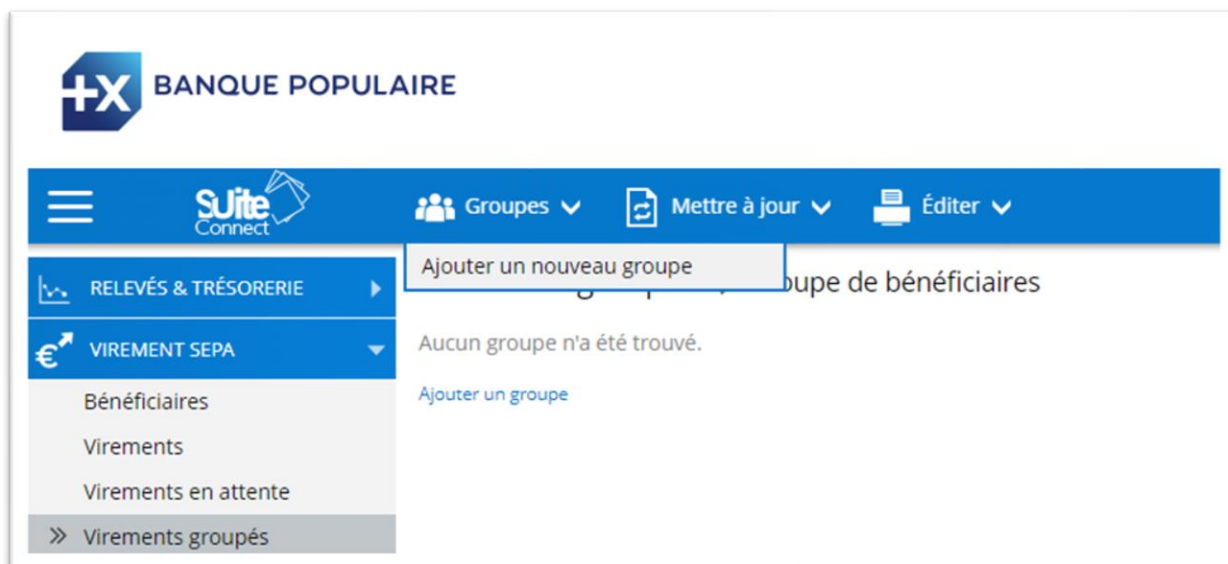 +X BANQUE POPULAIRE
SUite Connect
Groupes Mettre à jour Éditer
Ajouter un nouveau groupe
RELEVÉS & TRÉSORERIE
de bénéficiaires
VIREMENT SEPA
Aucun groupe n'a été trouvé.
Bénéficiaires
Ajouter un groupe
Virements
Virements en attente
» Virements groupés